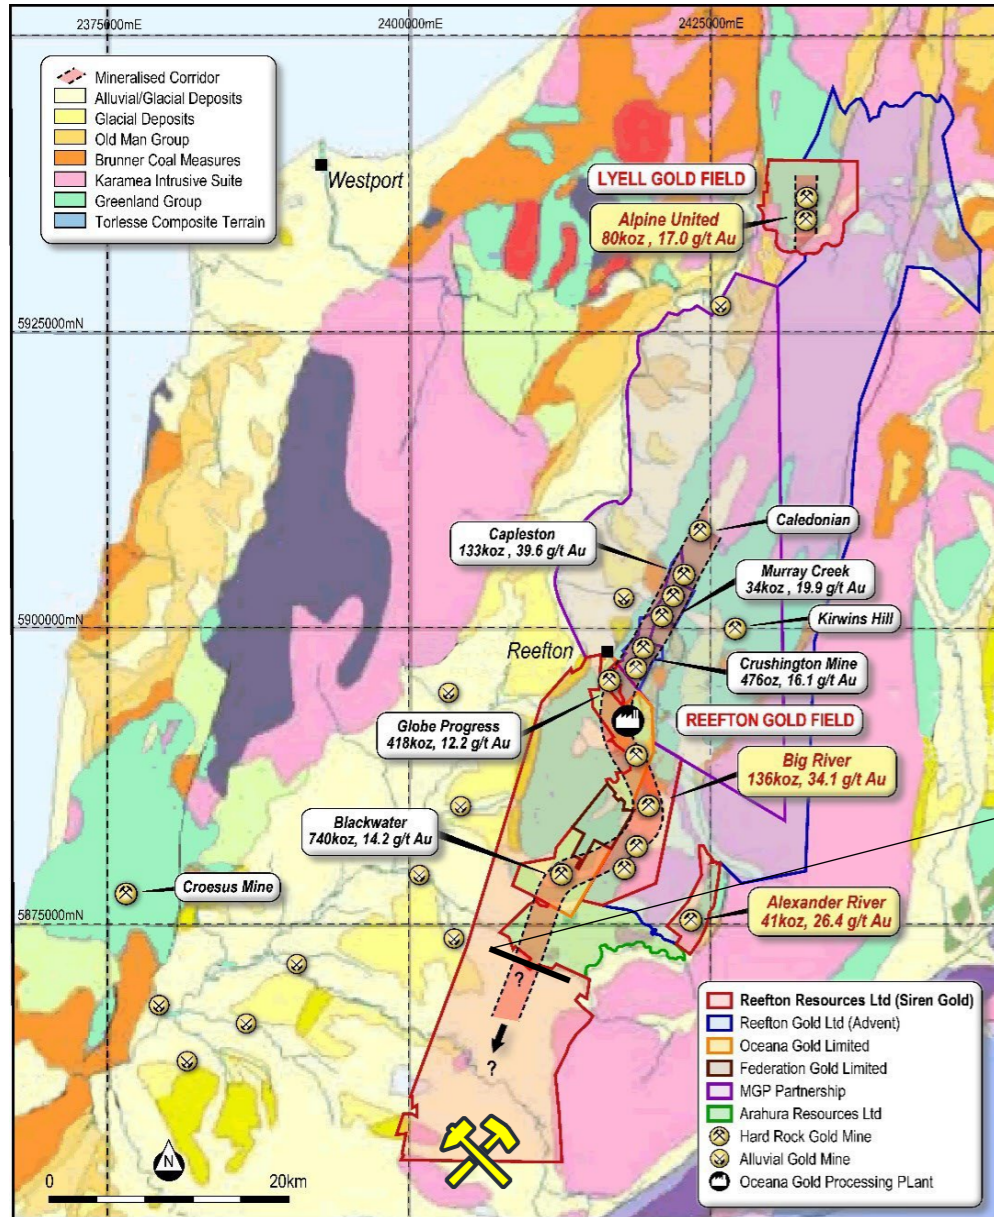 2375000mE
2400000mE
2425000mE
Mineralised Corridor
Alluvial/Glacial Deposits
Glacial Deposits
Old Man Group
Brunner Coal Measures
Karamea Intrusive Suite
Greenland Group
Torlesse Composite Terrain
Westport
LYELL GOLD FIELD
Alpine United
80koz , 17.0 g/t Au
5925000mN
Capleston
133koz , 39.6 g/t Au
Caledonian
Murray Creek
34koz , 19.9 g/t Au
5900000mN
Kirwins Hill
Reefton
Crushington Mine
476oz, 16.1 g/t Au
Globe Progress
418koz, 12.2 g/t Au
REEFTON GOLD FIELD
Big River
136koz, 34.1 g/t Au
Blackwater
740koz, 14.2 g/t Au
Croesus Mine
5875000mN
Alexander River
41koz, 26.4 g/t Au
?
?
Reefton Resources Ltd (Siren Gold)
Reefton Gold Ltd (Advent)
Oceana Gold Limited
Federation Gold Limited
MGP Partnership
Arahura Resources Ltd
Hard Rock Gold Mine
Alluvial Gold Mine
Oceana Gold Processing PLant
N
0
20km